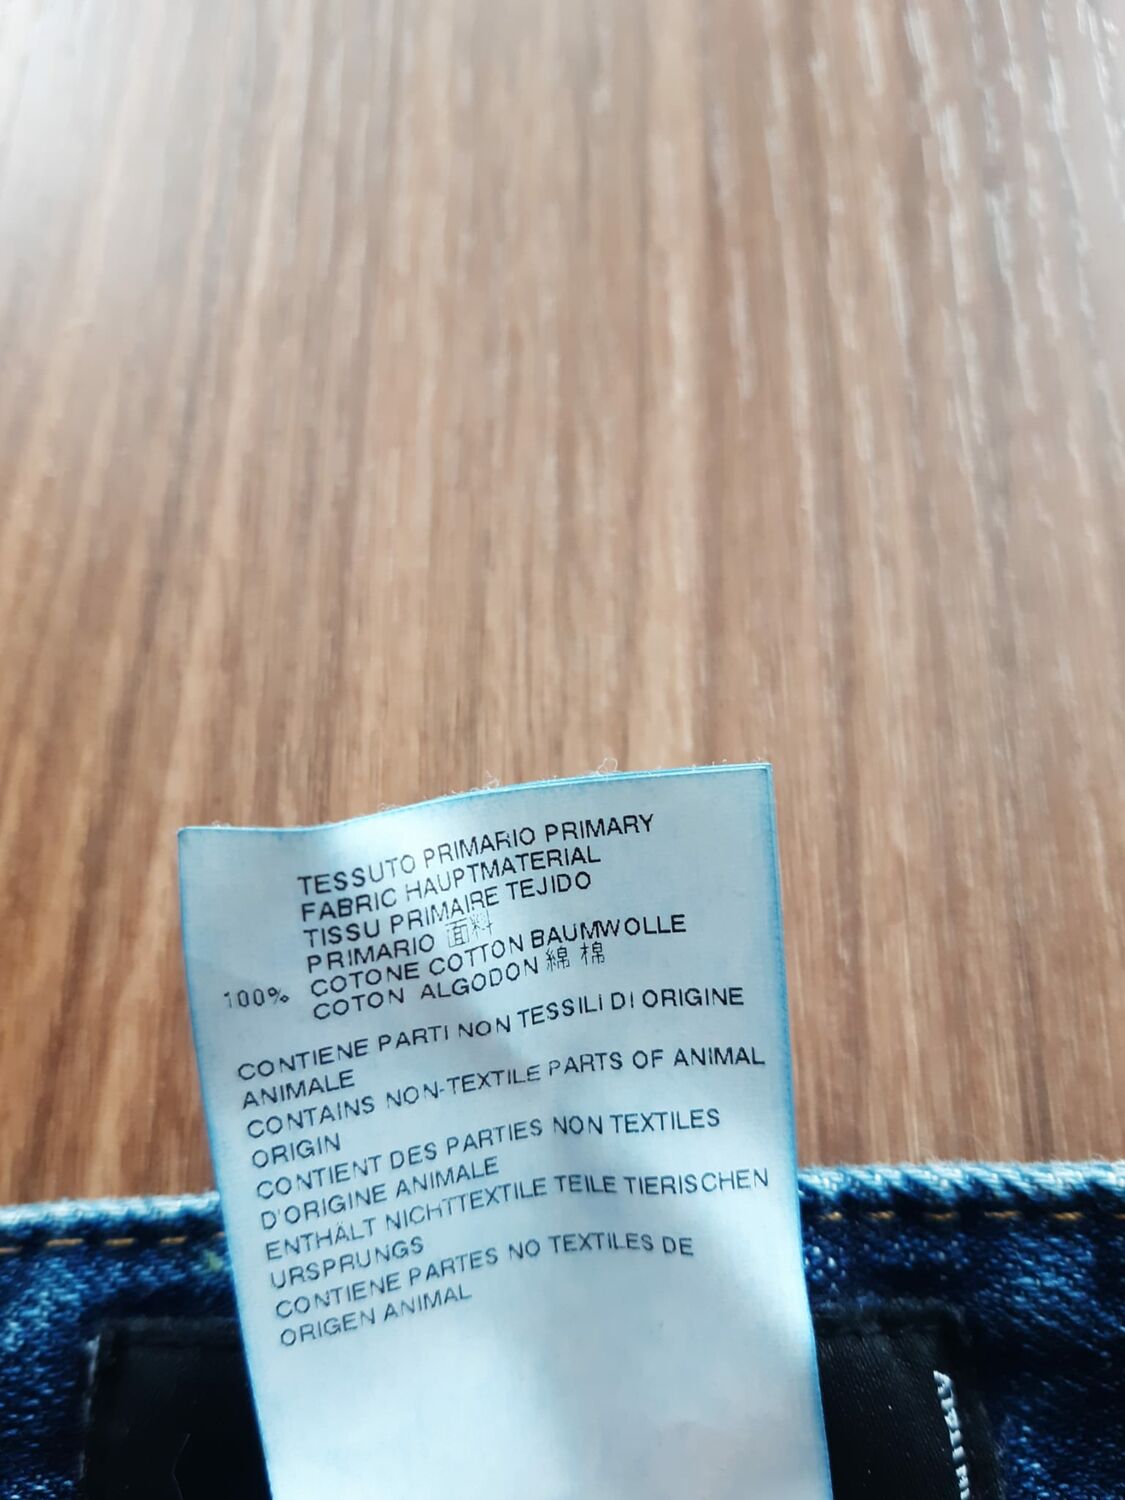 TESSUTO PRIMARIO PRIMARY
FABRIC HAUPTMATERIAL
TISSU PRIMAIRE TEJIDO
PRIMARIO 面料
100% COTONE COTTON BAUMWOLLE
COTON ALGODON 綿 棉
CONTIENE PARTI NON TESSILI DI ORIGINE
ANIMALE
CONTAINS NON-TEXTILE PARTS OF ANIMAL
ORIGIN
CONTIENT DES PARTIES NON TEXTILES
D'ORIGINE ANIMALE
ENTHÄLT NICHTTEXTILE TEILE TIERISCHEN
URSPRUNGS
CONTIENE PARTES NO TEXTILES DE
ORIGEN ANIMAL